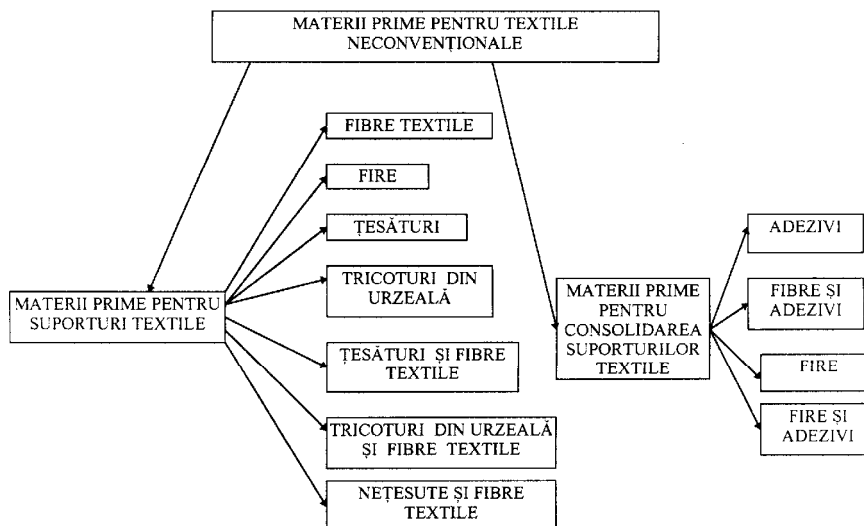 MATERII PRIME PENTRU TEXTILE
NECONVENȚIONALE
FIBRE TEXTILE
FIRE
ȚESĂTURI
TRICOTURI DIN
URZEALĂ
ȚESĂTURI ȘI FIBRE
TEXTILE
TRICOTURI DIN URZEALĂ
ȘI FIBRE TEXTILE
NEȚESUTE ȘI FIBRE
TEXTILE
MATERII PRIME PENTRU
SUPORTURI TEXTILE
MATERII PRIME
PENTRU
CONSOLIDAREA
SUPORTURILOR
TEXTILE
ADEZIVI
FIBRE ȘI
ADEZIVI
FIRE
FIRE ȘI
ADEZIVI